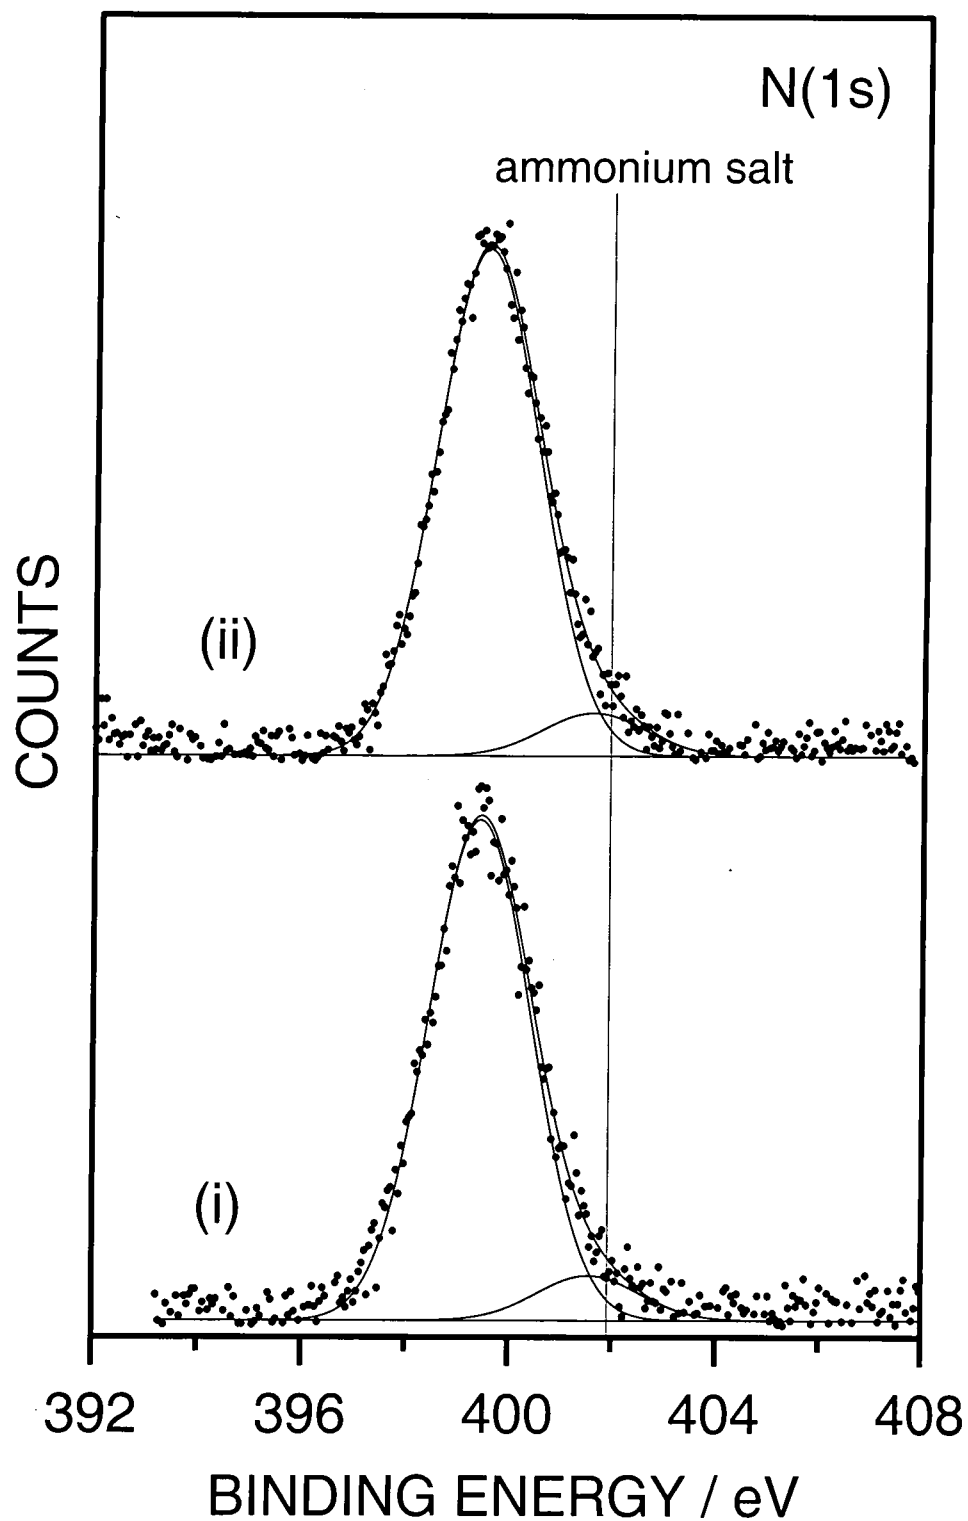 N(1s)
ammonium salt
COUNTS
(ii)
(i)
392 396 400 404 408
BINDING ENERGY / eV